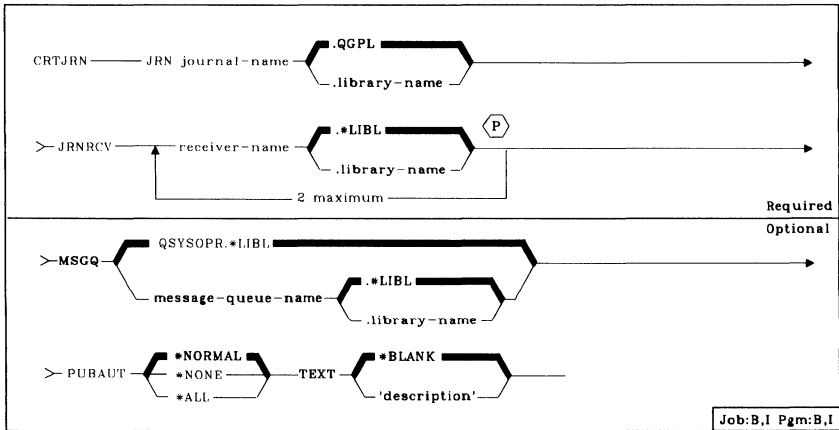 .QGPL
CRTJRN JRN journal-name
.library-name
.*LIBL
P
JRNRCV receiver-name
.library-name
2 maximum
Required
Optional
QSYSOPR.*LIBL
MSGQ
.*LIBL
message-queue-name
.library-name
*NORMAL *BLANK
PUBAUT *NONE TEXT
*ALL 'description'
Job:B,I Pgm:B,I